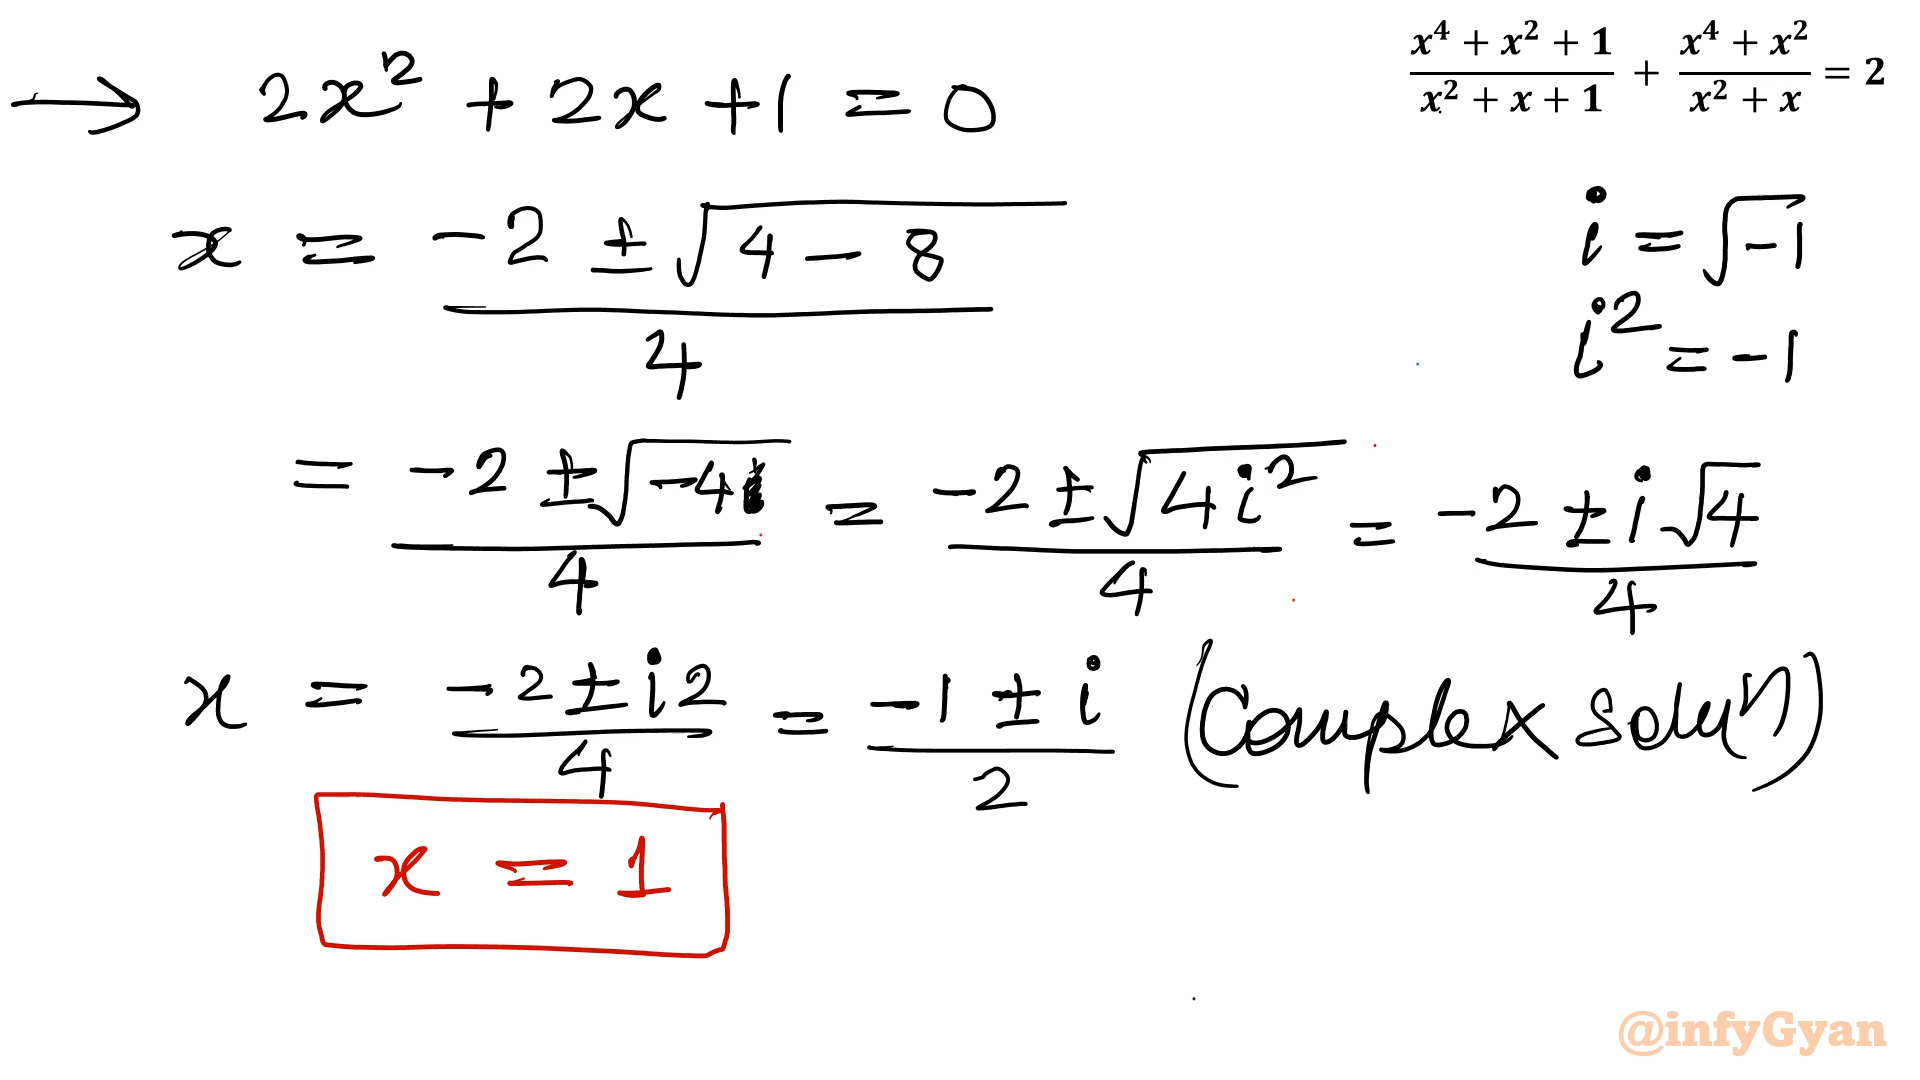 → 2x² + 2x + 1 = 0
(x⁴ + x² + 1)/(x² + x + 1) + (x⁴ + x²)/(x² + x) = 2
x = (-2 ± √(4 - 8))/4
i = √-1
i² = -1
= (-2 ± √-4)/4 = (-2 ± √(4i²))/4 = (-2 ± i√4)/4
x = (-2 ± i2)/4 = (-1 ± i)/2 (Complex soluⁿ)
x = 1
@infyGyan